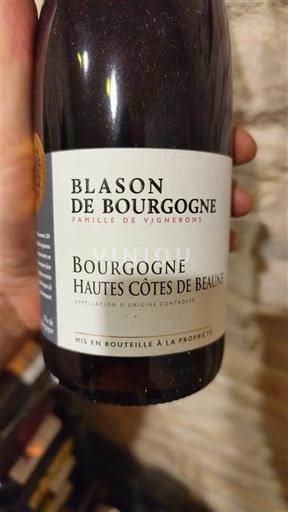 BLASON
DE BOURGOGNE
FAMILLE DE VIGNERONS
VINIOU
BOURGOGNE
HAUTES CÔTES DE BEAUNE
APPELLATION D'ORIGINE CONTRÔLÉE
MIS EN BOUTEILLE À LA PROPRIÉTÉ